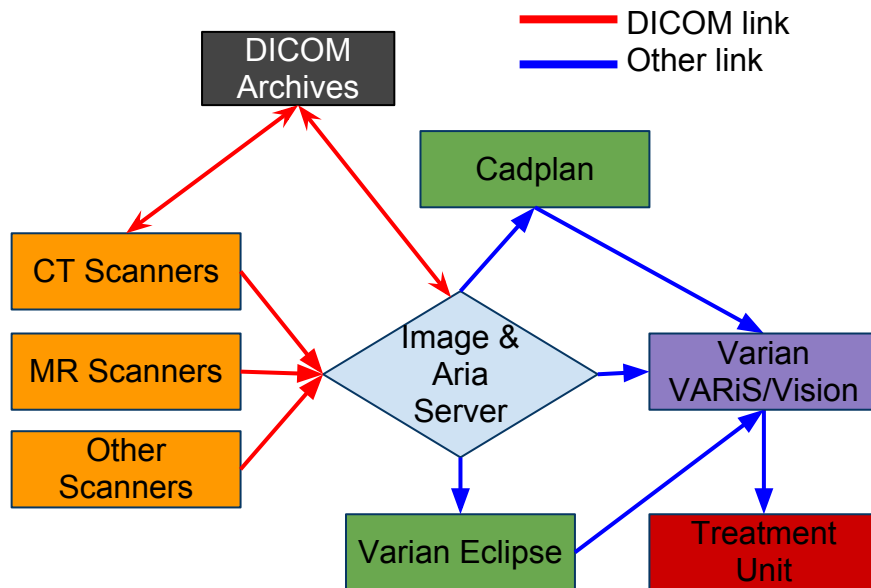 DICOM link
Other link
DICOM
Archives
Cadplan
CT Scanners
MR Scanners
Other
Scanners
Image &
Aria
Server
Varian
VARiS/Vision
Varian Eclipse
Treatment
Unit